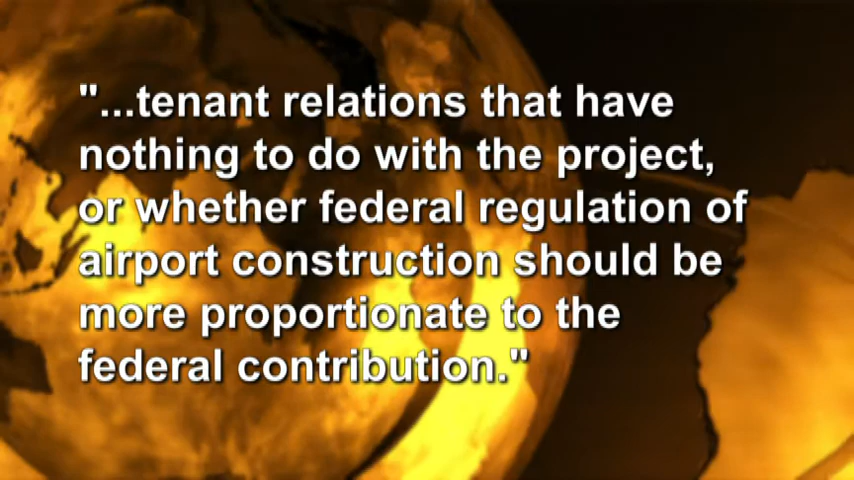 "...tenant relations that have
nothing to do with the project,
or whether federal regulation of
airport construction should be
more proportionate to the
federal contribution."